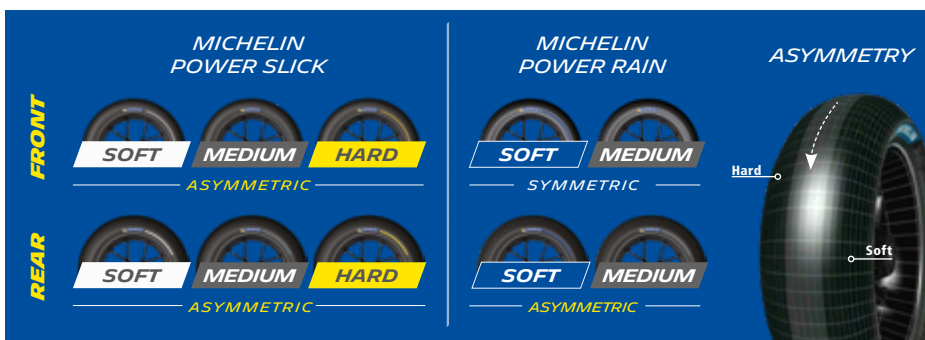 MICHELIN
POWER SLICK
MICHELIN
POWER RAIN
ASYMMETRY
FRONT
SOFT MEDIUM HARD
ASYMMETRIC
SOFT MEDIUM
SYMMETRIC
REAR
SOFT MEDIUM HARD
ASYMMETRIC
SOFT MEDIUM
ASYMMETRIC
Hard
Soft